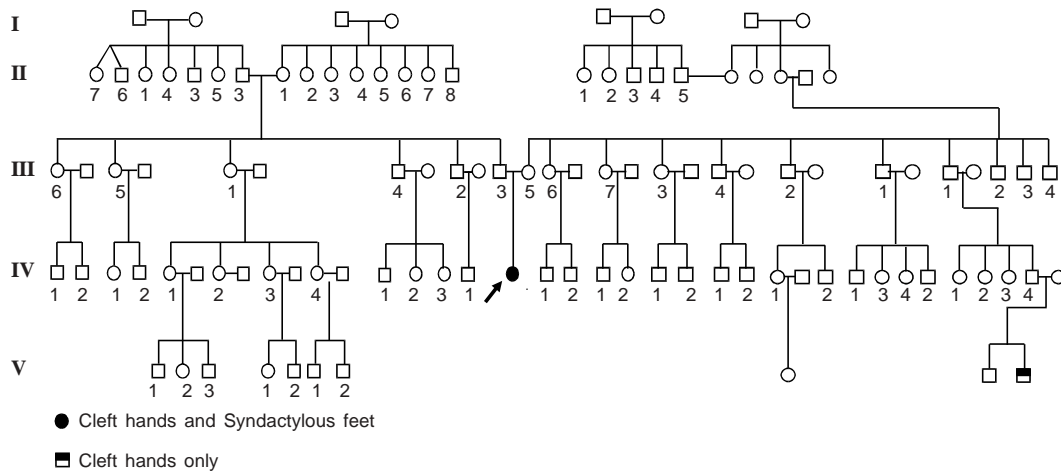 I
II
7 6 1 4 3 5 3 1 2 3 4 5 6 7 8 1 2 3 4 5
III
6 5 1 4 2 3 5 6 7 3 4 2 1 1 2 3 4
IV
1 2 1 2 1 2 3 4 1 2 3 1 1 2 1 2 1 2 1 2 1 2 1 3 4 2 1 2 3 4
V
1 2 3 1 2 1 2
Cleft hands and Syndactylous feet
Cleft hands only